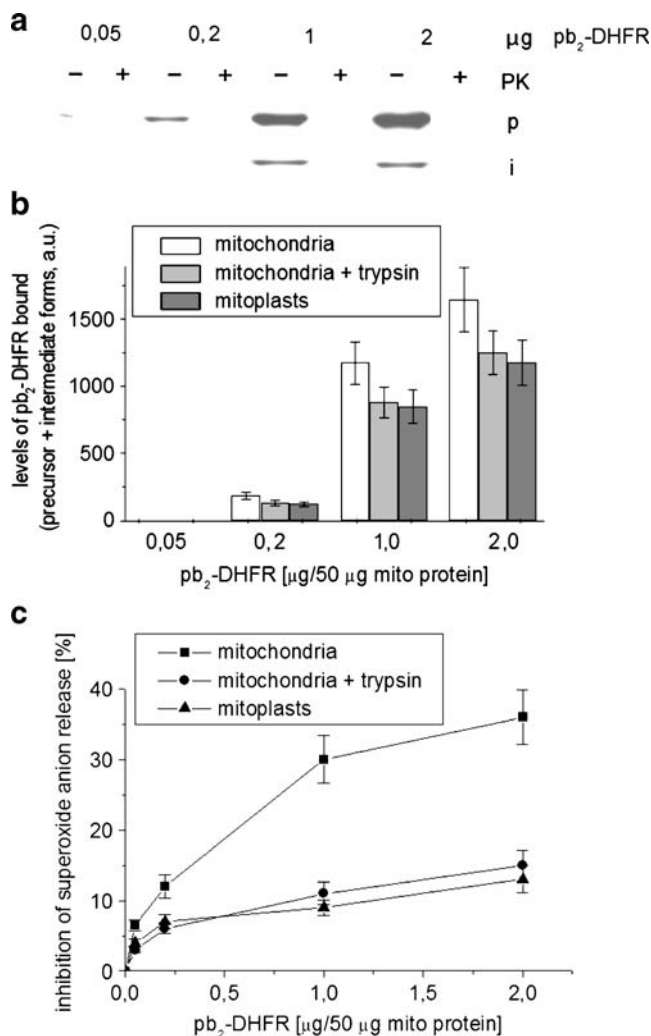 a
0,05 0,2 1 2 µg pb₂-DHFR
– + – + – + – + PK
p
i
b
mitochondria
mitochondria + trypsin
mitoplasts
levels of pb₂-DHFR bound
(precursor + intermediate forms, a.u.)
1500
1000
500
0
0,05 0,2 1,0 2,0
pb₂-DHFR [µg/50 µg mito protein]
c
mitochondria
mitochondria + trypsin
mitoplasts
inhibition of superoxide anion release [%]
40
30
20
10
0
0,0 0,5 1,0 1,5 2,0
pb₂-DHFR [µg/50 µg mito protein]